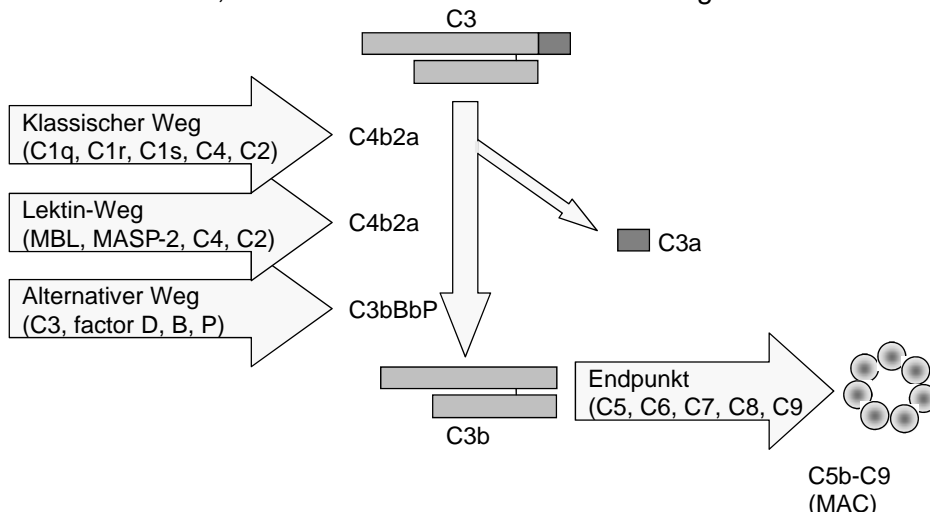 C3
Klassischer Weg
(C1q, C1r, C1s, C4, C2)
C4b2a
Lektin-Weg
(MBL, MASP-2, C4, C2)
C4b2a
C3a
Alternativer Weg
(C3, factor D, B, P)
C3bBbP
Endpunkt
(C5, C6, C7, C8, C9
C3b
C5b-C9
(MAC)